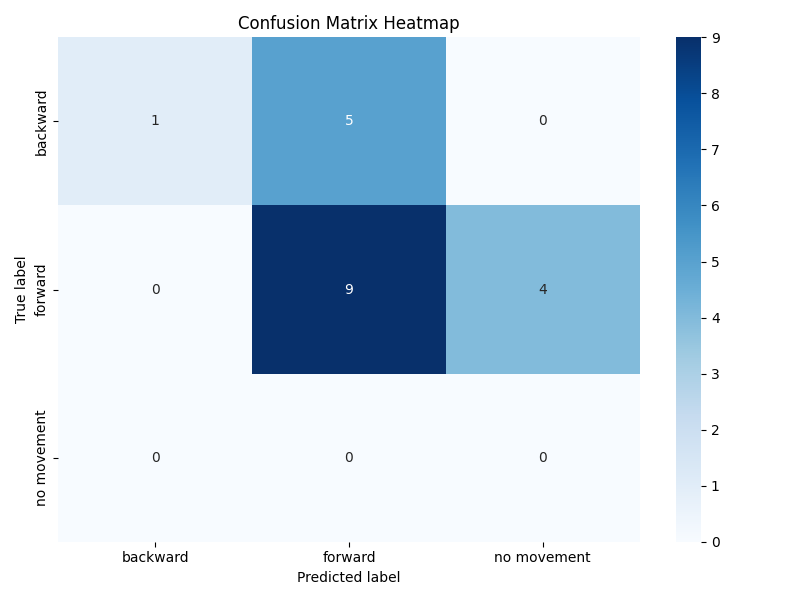 Confusion Matrix Heatmap
True label
backward
1 5 0
forward
0 9 4
no movement
0 0 0
backward forward no movement
Predicted label
9
8
7
6
5
4
3
2
1
0